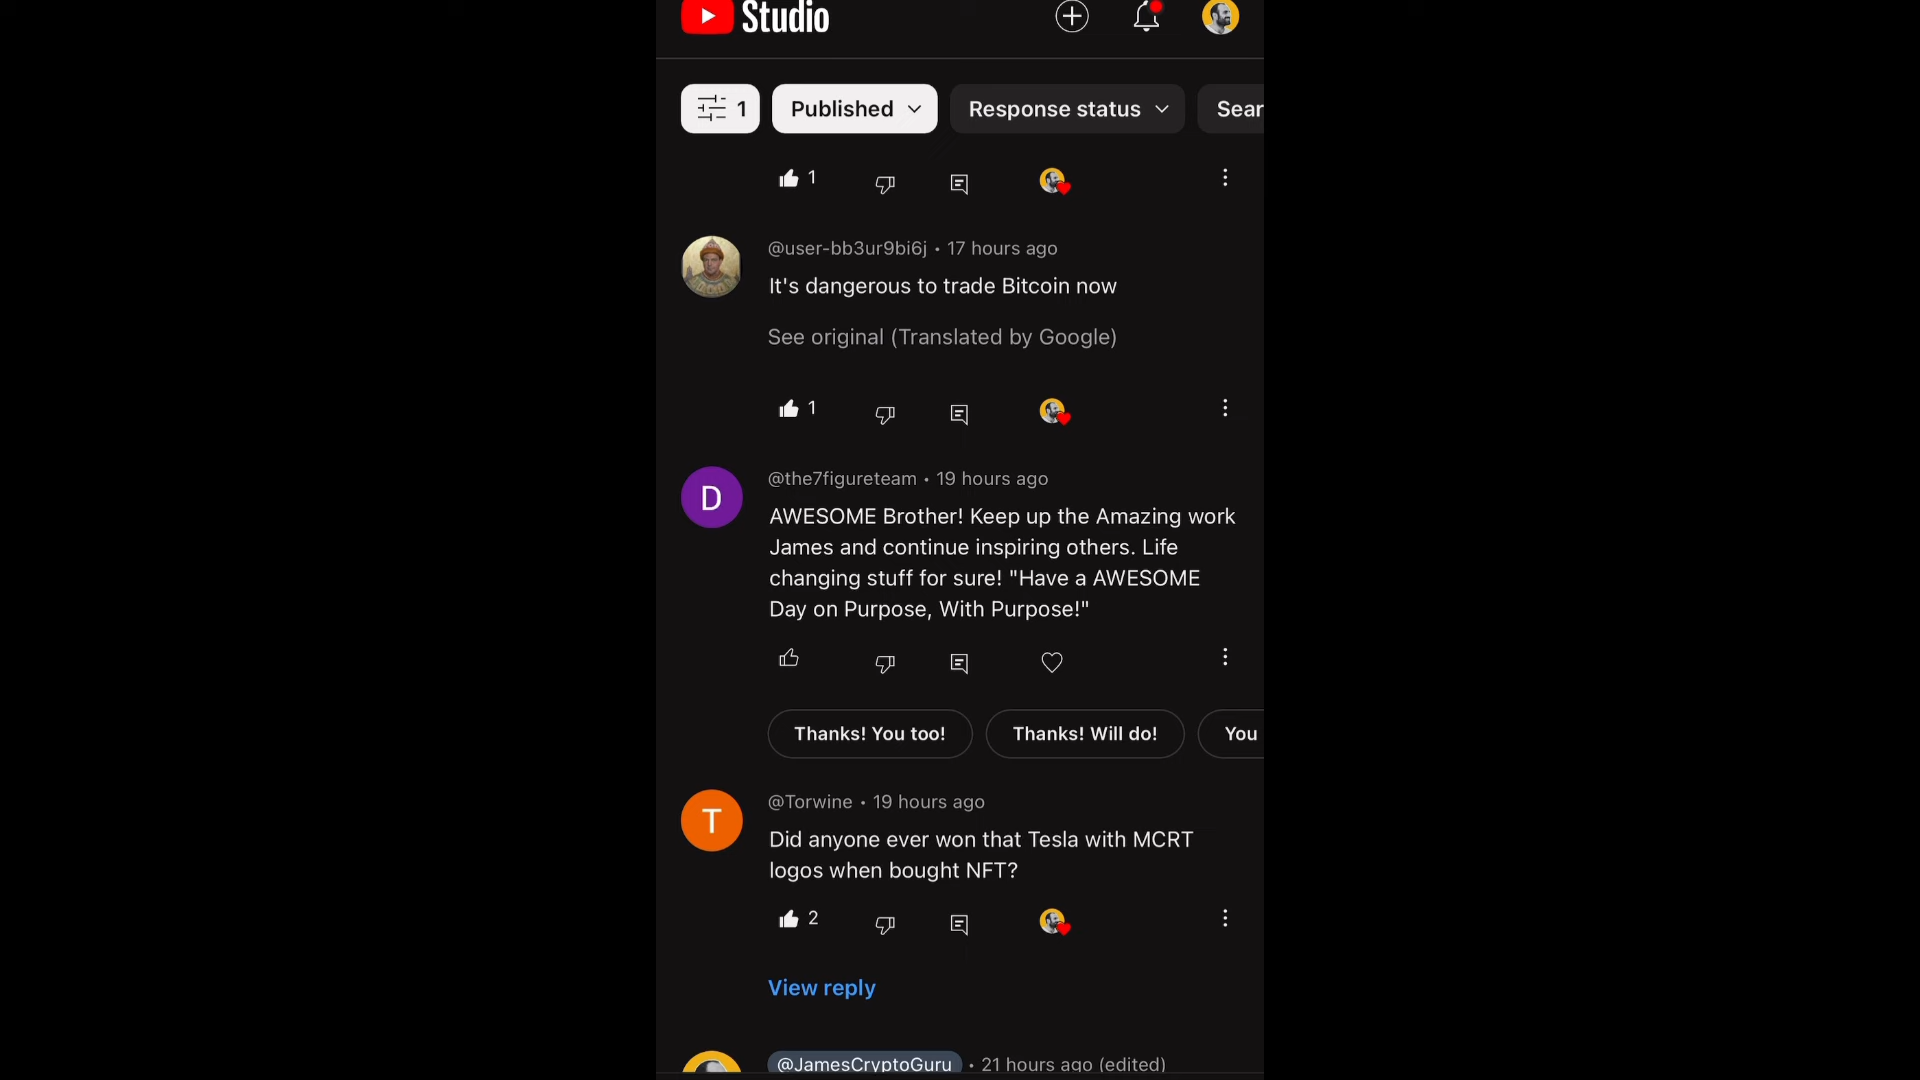 Studio
1
Published
Response status
Sear
1
@user-bb3ur9bi6j • 17 hours ago
It's dangerous to trade Bitcoin now
See original (Translated by Google)
1
D
@the7figureteam • 19 hours ago
AWESOME Brother! Keep up the Amazing work
James and continue inspiring others. Life
changing stuff for sure! "Have a AWESOME
Day on Purpose, With Purpose!"
Thanks! You too!
Thanks! Will do!
You
T
@Torwine • 19 hours ago
Did anyone ever won that Tesla with MCRT
logos when bought NFT?
2
View reply
@JamesCryptoGuru • 21 hours ago (edited)